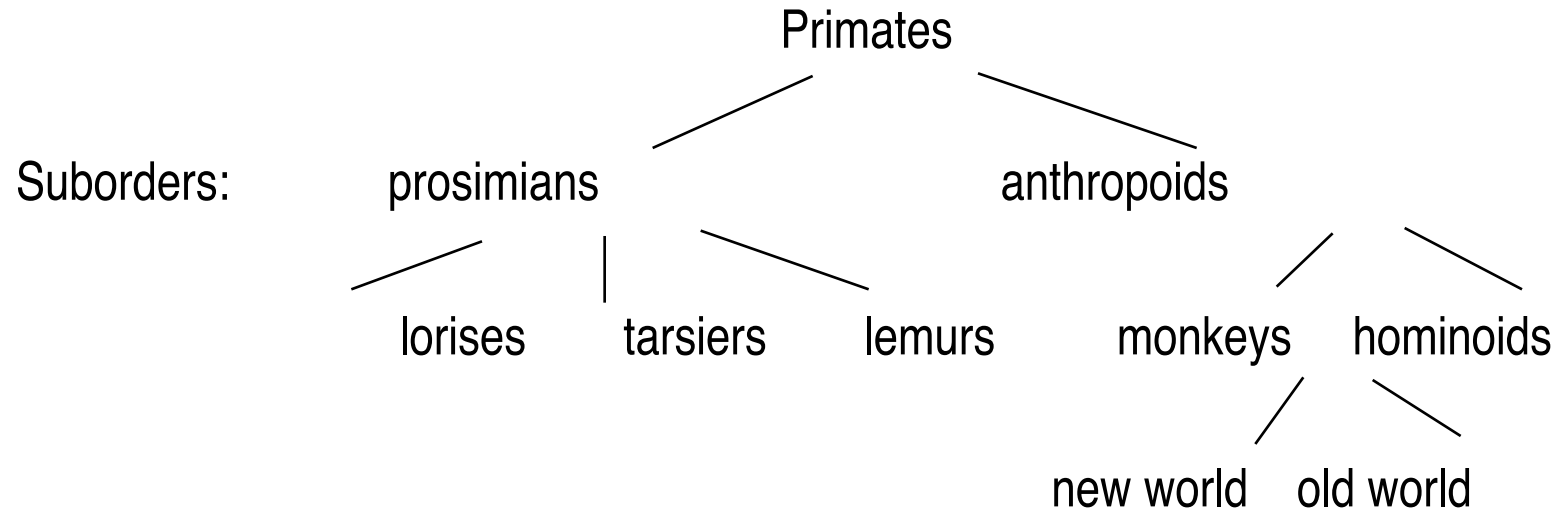 Primates
Suborders: prosimians anthropoids
lorises tarsiers lemurs monkeys hominoids
new world old world